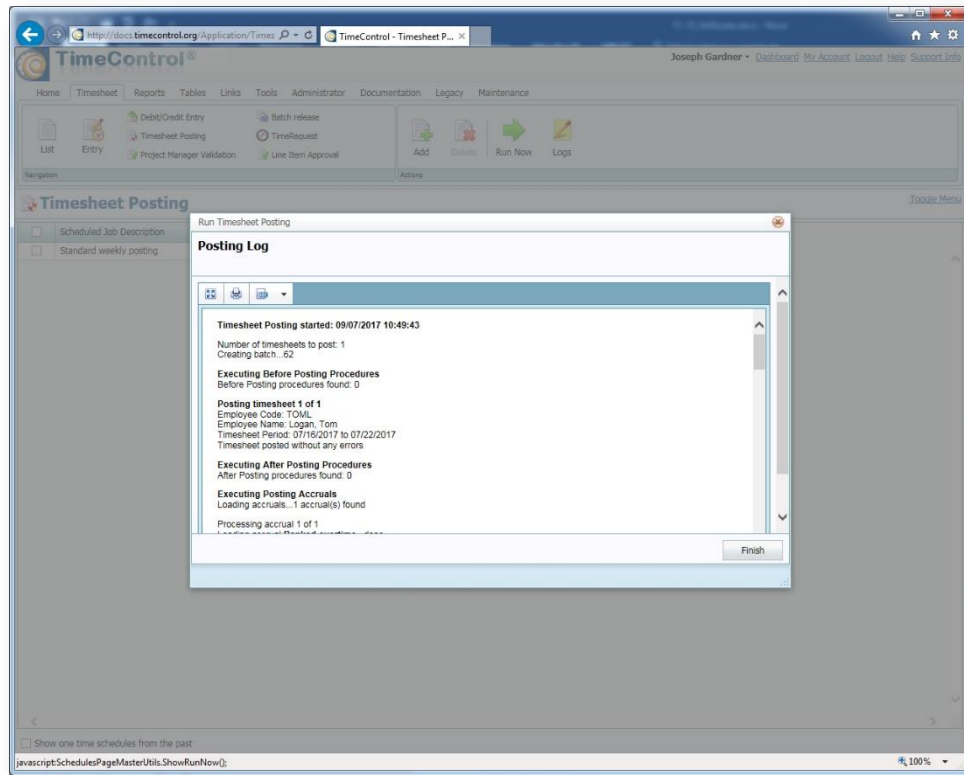 http://docs.timecontrol.org/Application/Times
TimeControl - Timesheet P...
TimeControl®
Joseph Gardner Dashboard My Account Logout Help Support Info
Home Timesheet Reports Tables Links Tools Administrator Documentation Legacy Maintenance
List
Entry
Debit/Credit Entry
Timesheet Posting
Project Manager Validation
Batch release
TimeRequest
Line Item Approval
Add
Delete
Run Now
Logs
Navigation
Actions
Timesheet Posting
Toggle Menu
Scheduled Job Description
Standard weekly posting
Run Timesheet Posting
Posting Log
Timesheet Posting started: 09/07/2017 10:49:43
Number of timesheets to post: 1
Creating batch...62
Executing Before Posting Procedures
Before Posting procedures found: 0
Posting timesheet 1 of 1
Employee Code: TOML
Employee Name: Logan, Tom
Timesheet Period: 07/16/2017 to 07/22/2017
Timesheet posted without any errors
Executing After Posting Procedures
After Posting procedures found: 0
Executing Posting Accruals
Loading accruals...1 accrual(s) found
Processing accrual 1 of 1
Loading accrual Banked overtime...done
Finish
Show one time schedules from the past
javascript:SchedulesPageMasterUtils.ShowRunNow();
100%